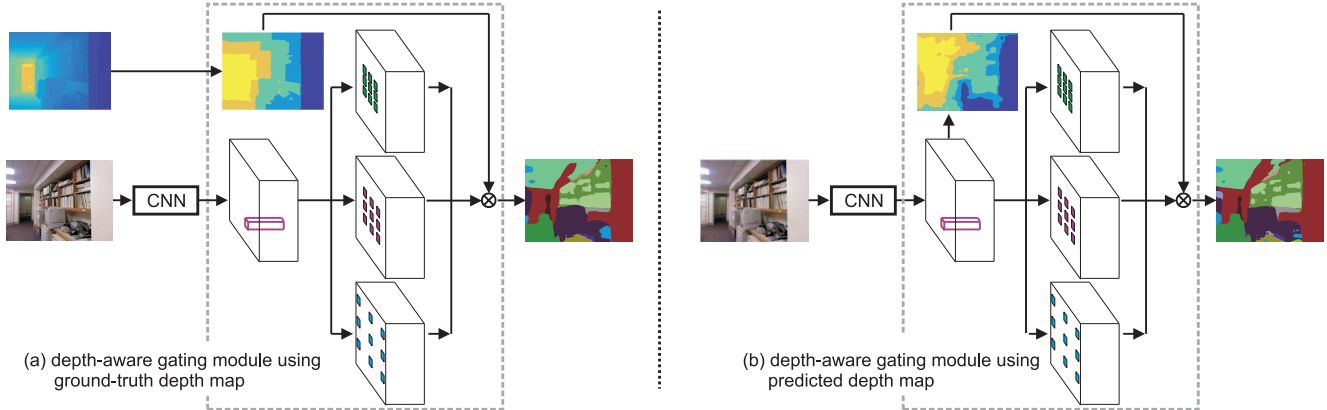 CNN
(a) depth-aware gating module using
ground-truth depth map
CNN
(b) depth-aware gating module using
predicted depth map